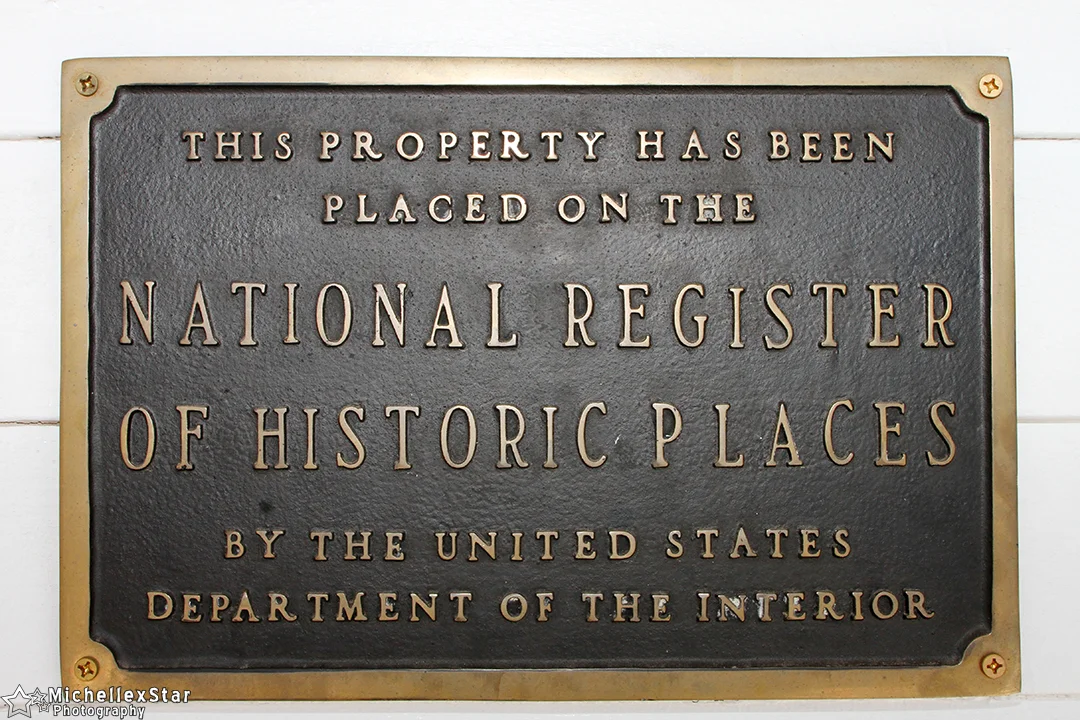 THIS PROPERTY HAS BEEN
PLACED ON THE
NATIONAL REGISTER
OF HISTORIC PLACES
BY THE UNITED STATES
DEPARTMENT OF THE INTERIOR
MichellexStar
Photography